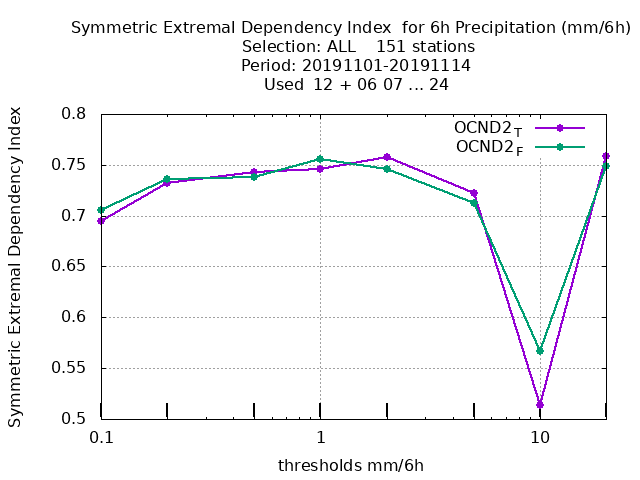 Symmetric Extremal Dependency Index  for 6h Precipitation (mm/6h)
Selection: ALL    151 stations
Period: 20191101-20191114
Used  12 + 06 07 ... 24
Symmetric Extremal Dependency Index
0.8
0.75
0.7
0.65
0.6
0.55
0.5
OCND2T
OCND2F
0.1 1 10
thresholds mm/6h